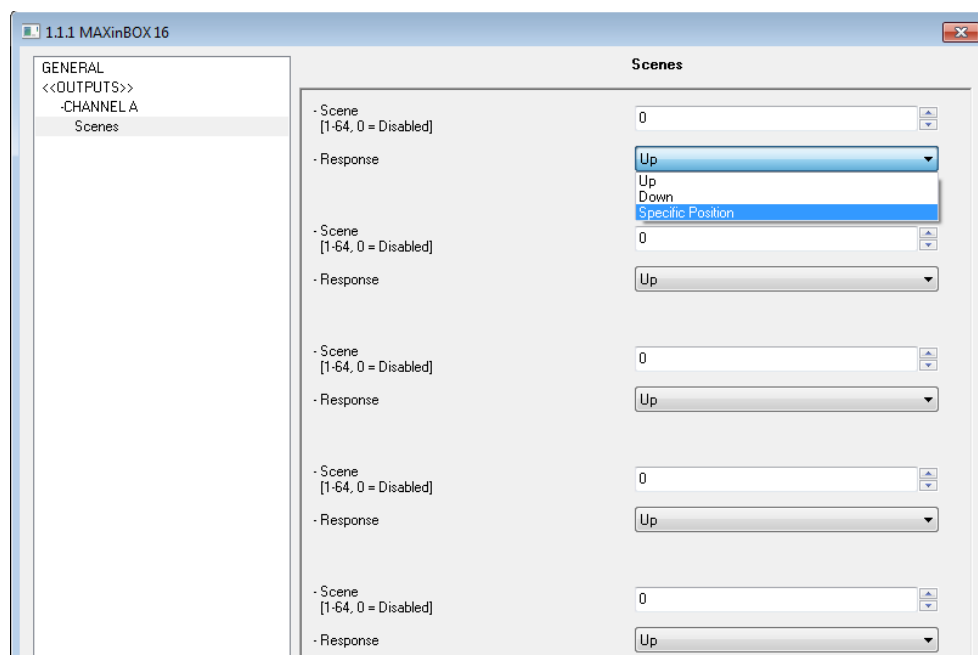 1.1.1 MAXinBOX 16
GENERAL
<<OUTPUTS>>
-CHANNEL A
Scenes
Scenes
- Scene
[1-64, 0 = Disabled]
0
- Response
Up
Up
Down
Specific Position
- Scene
[1-64, 0 = Disabled]
0
- Response
Up
- Scene
[1-64, 0 = Disabled]
0
- Response
Up
- Scene
[1-64, 0 = Disabled]
0
- Response
Up
- Scene
[1-64, 0 = Disabled]
0
- Response
Up